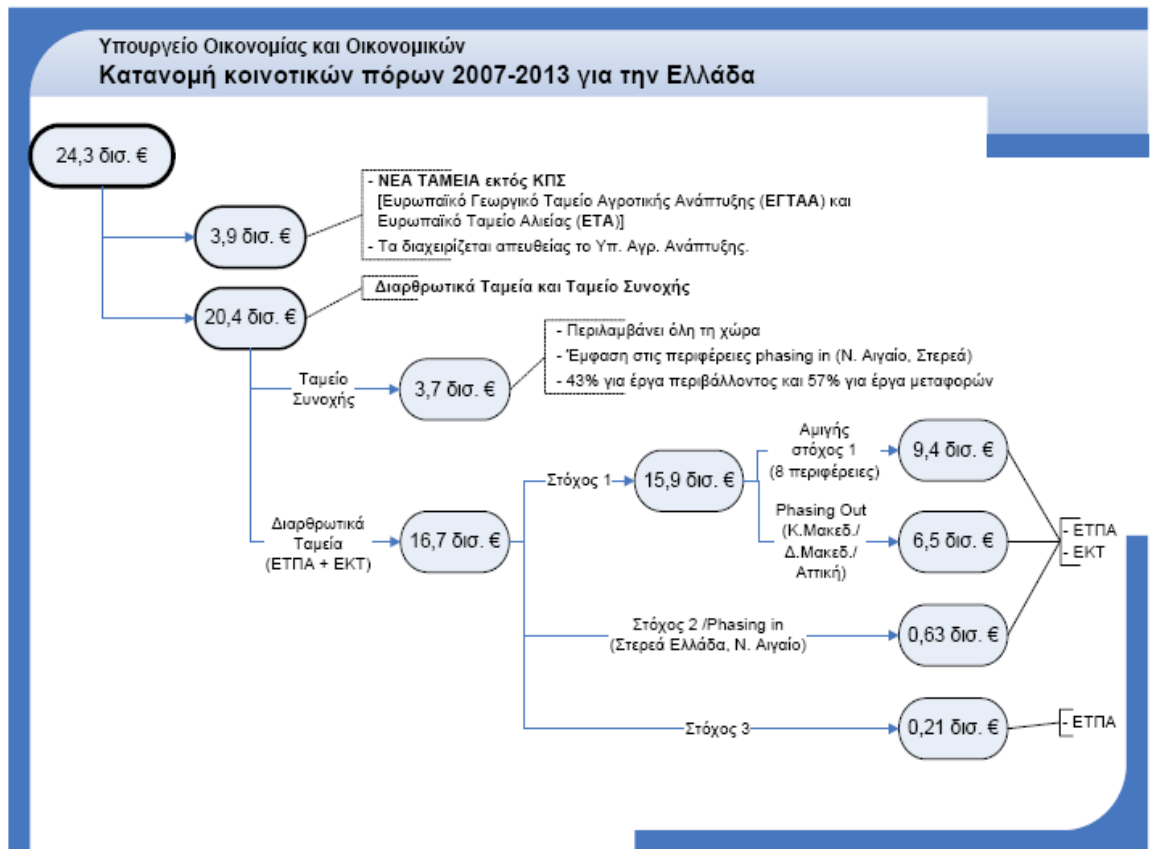 Υπουργείο Οικονομίας και Οικονομικών
Κατανομή κοινοτικών πόρων 2007-2013 για την Ελλάδα
24,3 δισ. €
3,9 δισ. €
- ΝΕΑ ΤΑΜΕΙΑ εκτός ΚΠΣ
[Ευρωπαϊκό Γεωργικό Ταμείο Αγροτικής Ανάπτυξης (ΕΓΤΑΑ) και
Ευρωπαϊκό Ταμείο Αλιείας (ΕΤΑ)]
- Τα διαχειρίζεται απευθείας το Υπ. Αγρ. Ανάπτυξης.
20,4 δισ. €
Διαρθρωτικά Ταμεία και Ταμείο Συνοχής
Ταμείο
Συνοχής
3,7 δισ. €
- Περιλαμβάνει όλη τη χώρα
- Έμφαση στις περιφέρειες phasing in (Ν. Αιγαίο, Στερεά)
- 43% για έργα περιβάλλοντος και 57% για έργα μεταφορών
Διαρθρωτικά
Ταμεία
(ΕΤΠΑ + ΕΚΤ)
16,7 δισ. €
Στόχος 1
15,9 δισ. €
Αμιγής
στόχος 1
(8 περιφέρειες)
9,4 δισ. €
Phasing Out
(Κ.Μακεδ./
Δ.Μακεδ./
Αττική)
6,5 δισ. €
- ΕΤΠΑ
- ΕΚΤ
Στόχος 2 /Phasing in
(Στερεά Ελλάδα, Ν. Αιγαίο)
0,63 δισ. €
Στόχος 3
0,21 δισ. €
- ΕΤΠΑ